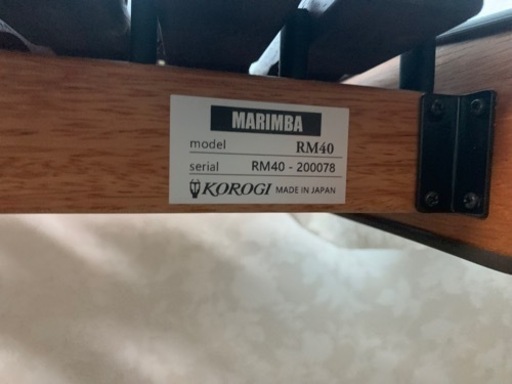 MARIMBA
model RM40
serial RM40 - 200078
KOROGI MADE IN JAPAN